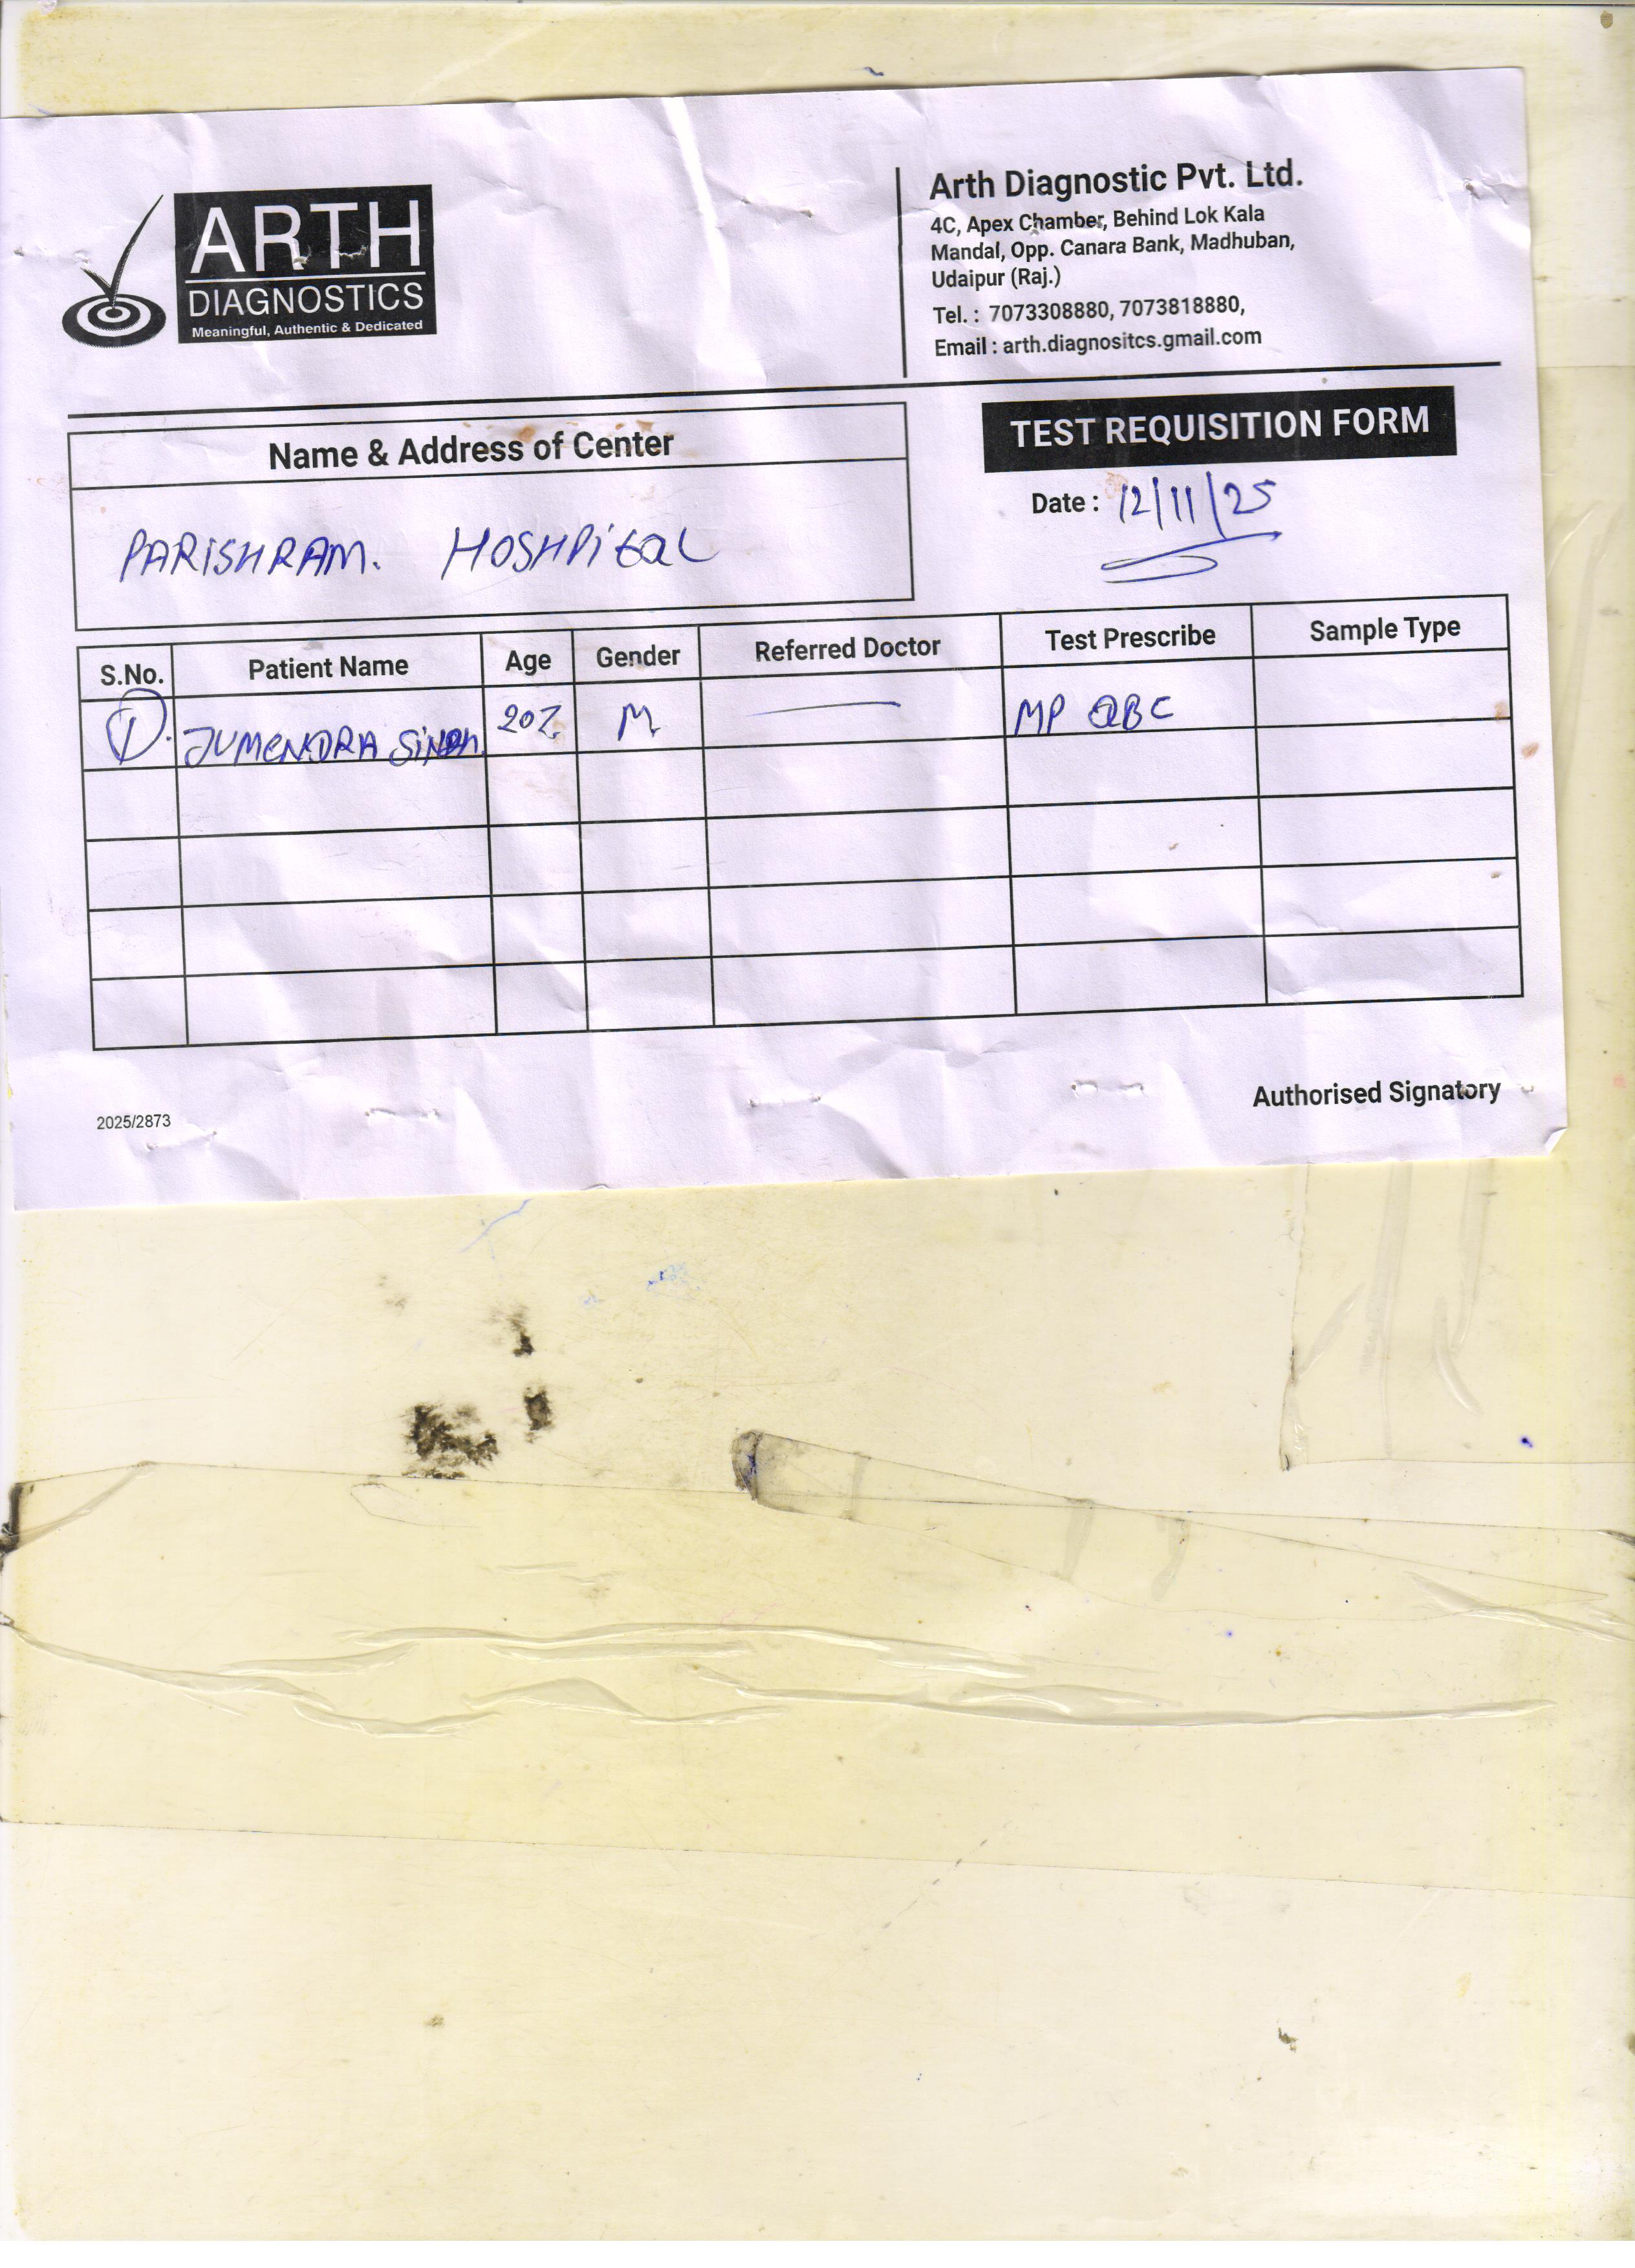 ARTH
DIAGNOSTICS
Meaningful, Authentic & Dedicated
Arth Diagnostic Pvt. Ltd.
4C, Apex Chamber, Behind Lok Kala
Mandal, Opp. Canara Bank, Madhuban,
Udaipur (Raj.)
Tel. : 7073308880, 7073818880,
Email : arth.diagnositcs.gmail.com
Name & Address of Center
TEST REQUISITION FORM
Date : 12/11/25
PARISHRAM. HOSHPITAL
S.No. Patient Name Age Gender Referred Doctor Test Prescribe Sample Type
1. JUMENDRA SINGH M MP QBC
Authorised Signatory
2025/2873